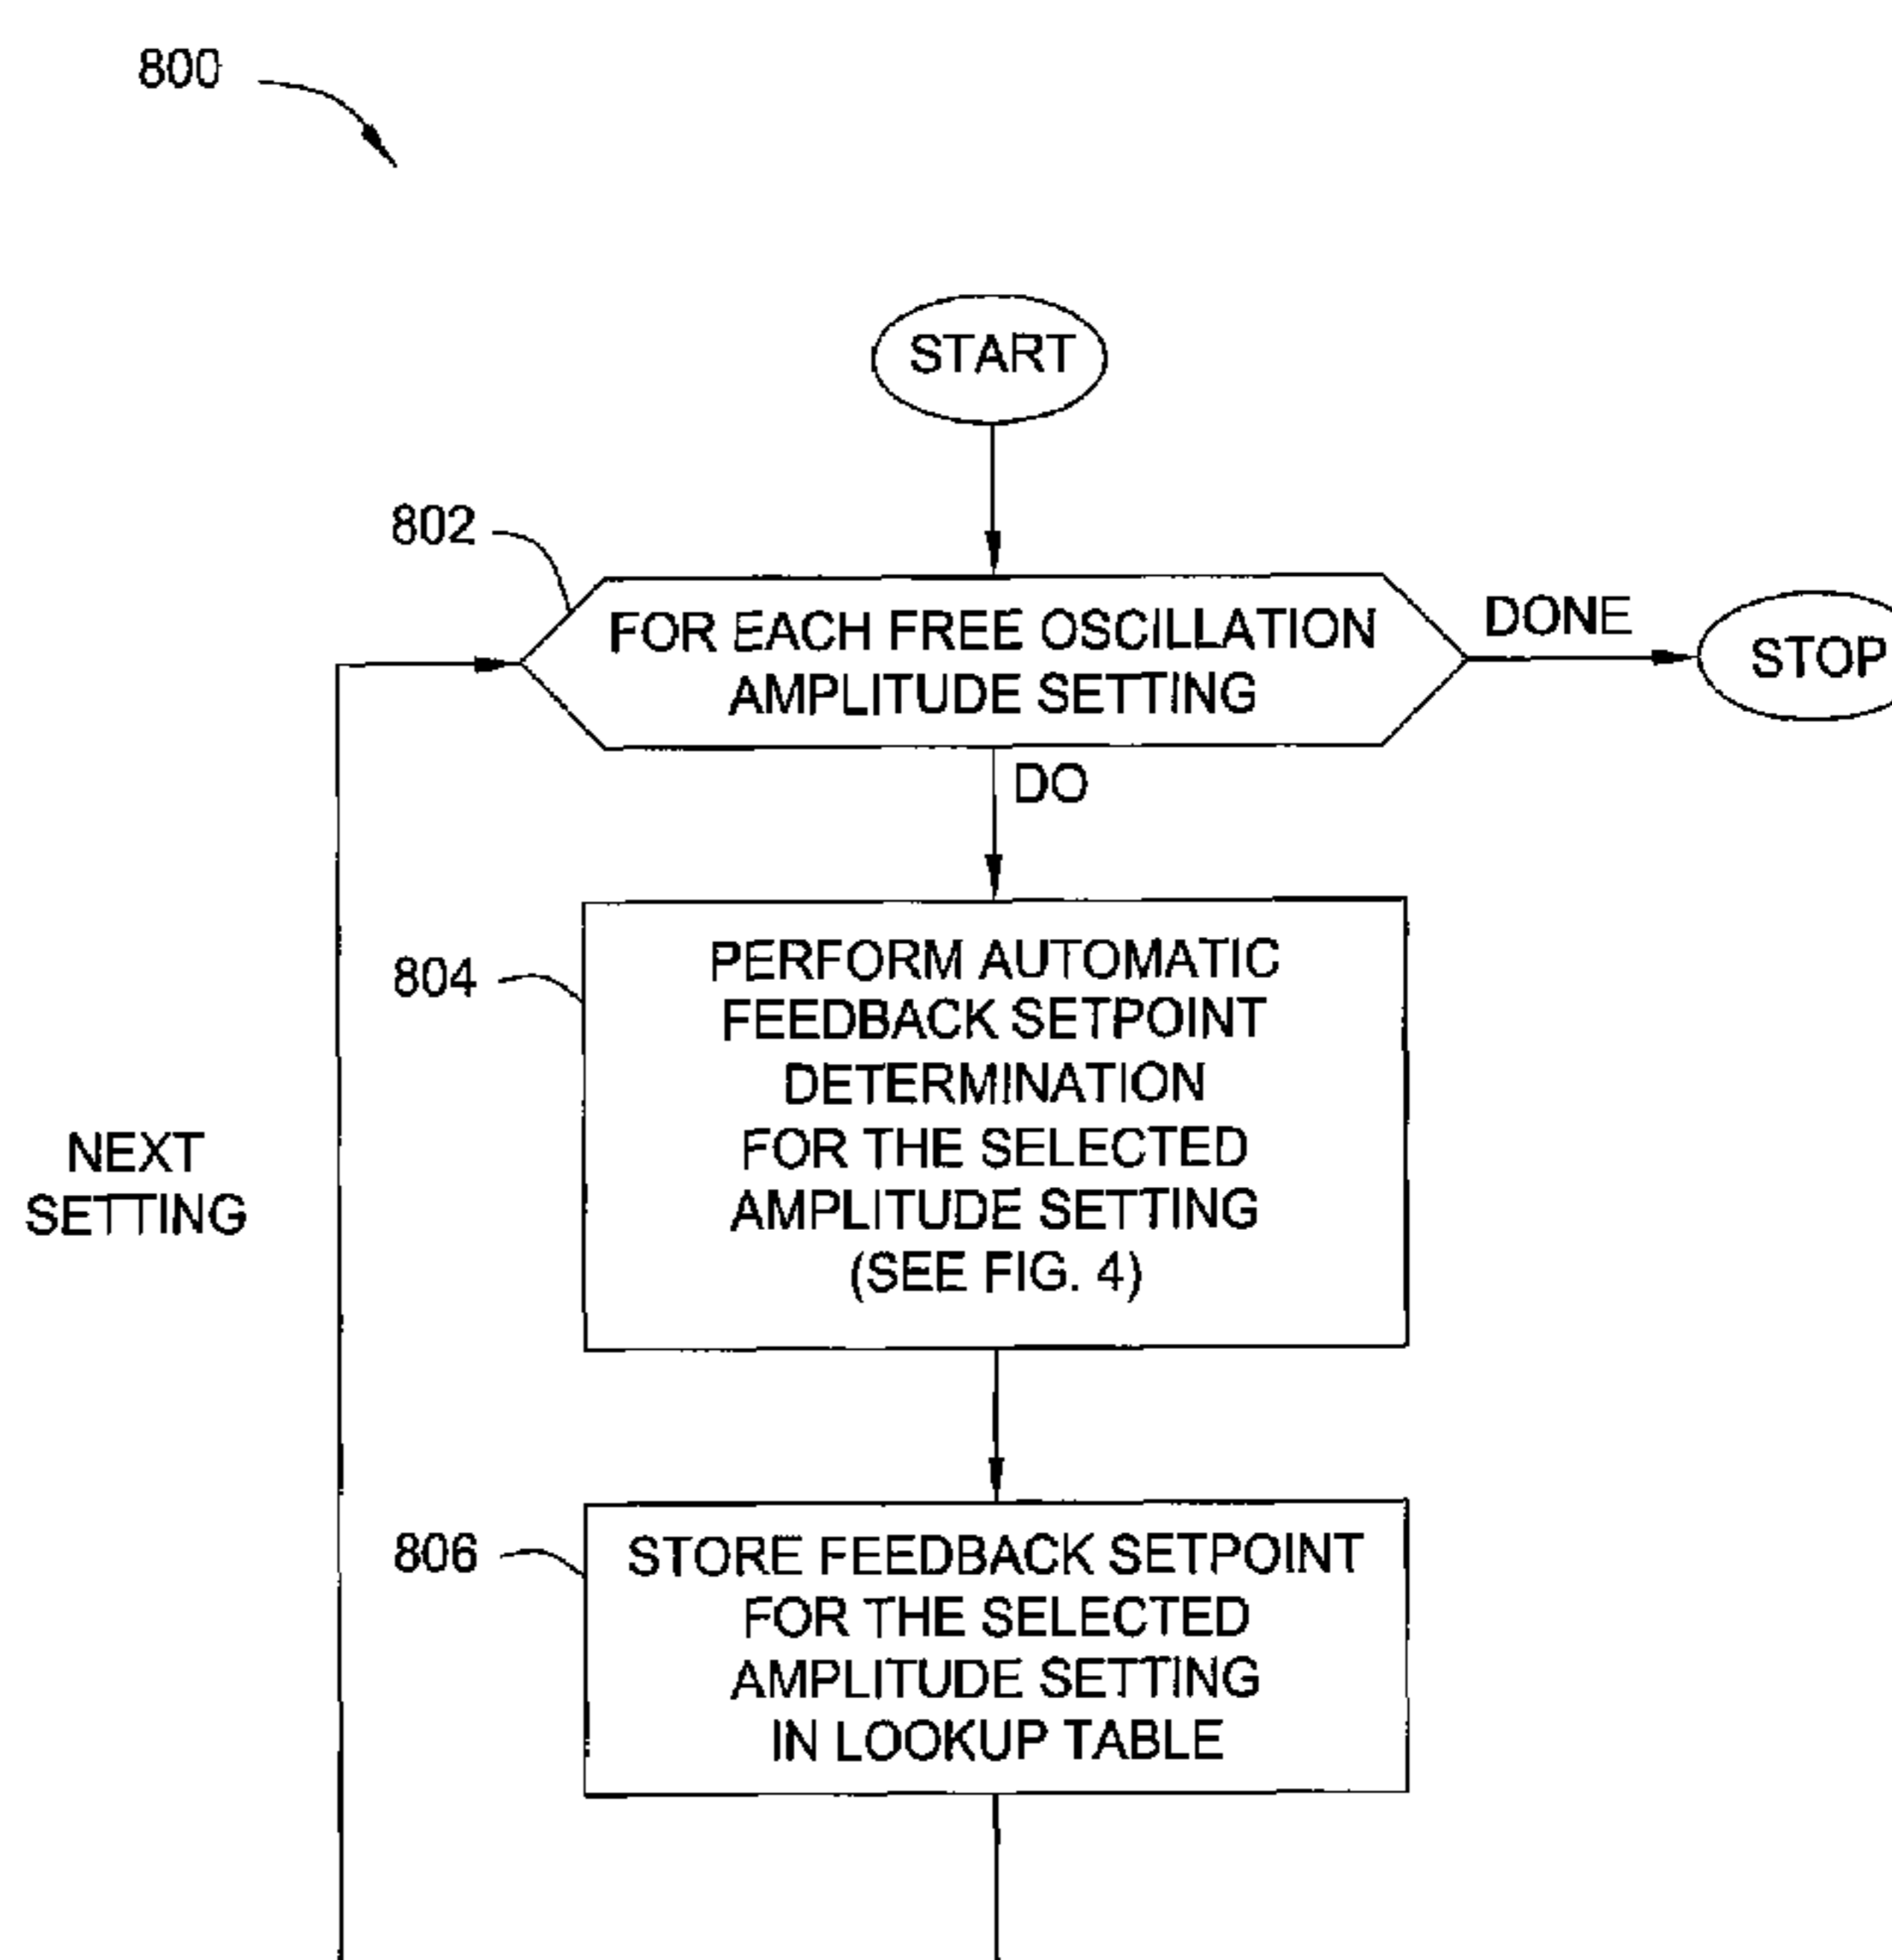 800
START
802
FOR EACH FREE OSCILLATION
AMPLITUDE SETTING
DONE
STOP
DO
804
PERFORM AUTOMATIC
FEEDBACK SETPOINT
DETERMINATION
FOR THE SELECTED
AMPLITUDE SETTING
(SEE FIG. 4)
NEXT
SETTING
806
STORE FEEDBACK SETPOINT
FOR THE SELECTED
AMPLITUDE SETTING
IN LOOKUP TABLE